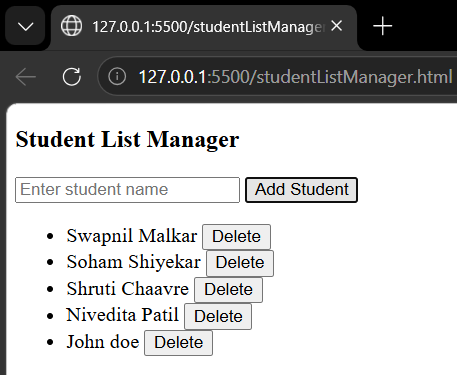 127.0.0.1:5500/studentListManager
127.0.0.1:5500/studentListManager.html
Student List Manager
Enter student name Add Student
Swapnil Malkar Delete
Soham Shiyekar Delete
Shruti Chaavre Delete
Nivedita Patil Delete
John doe Delete